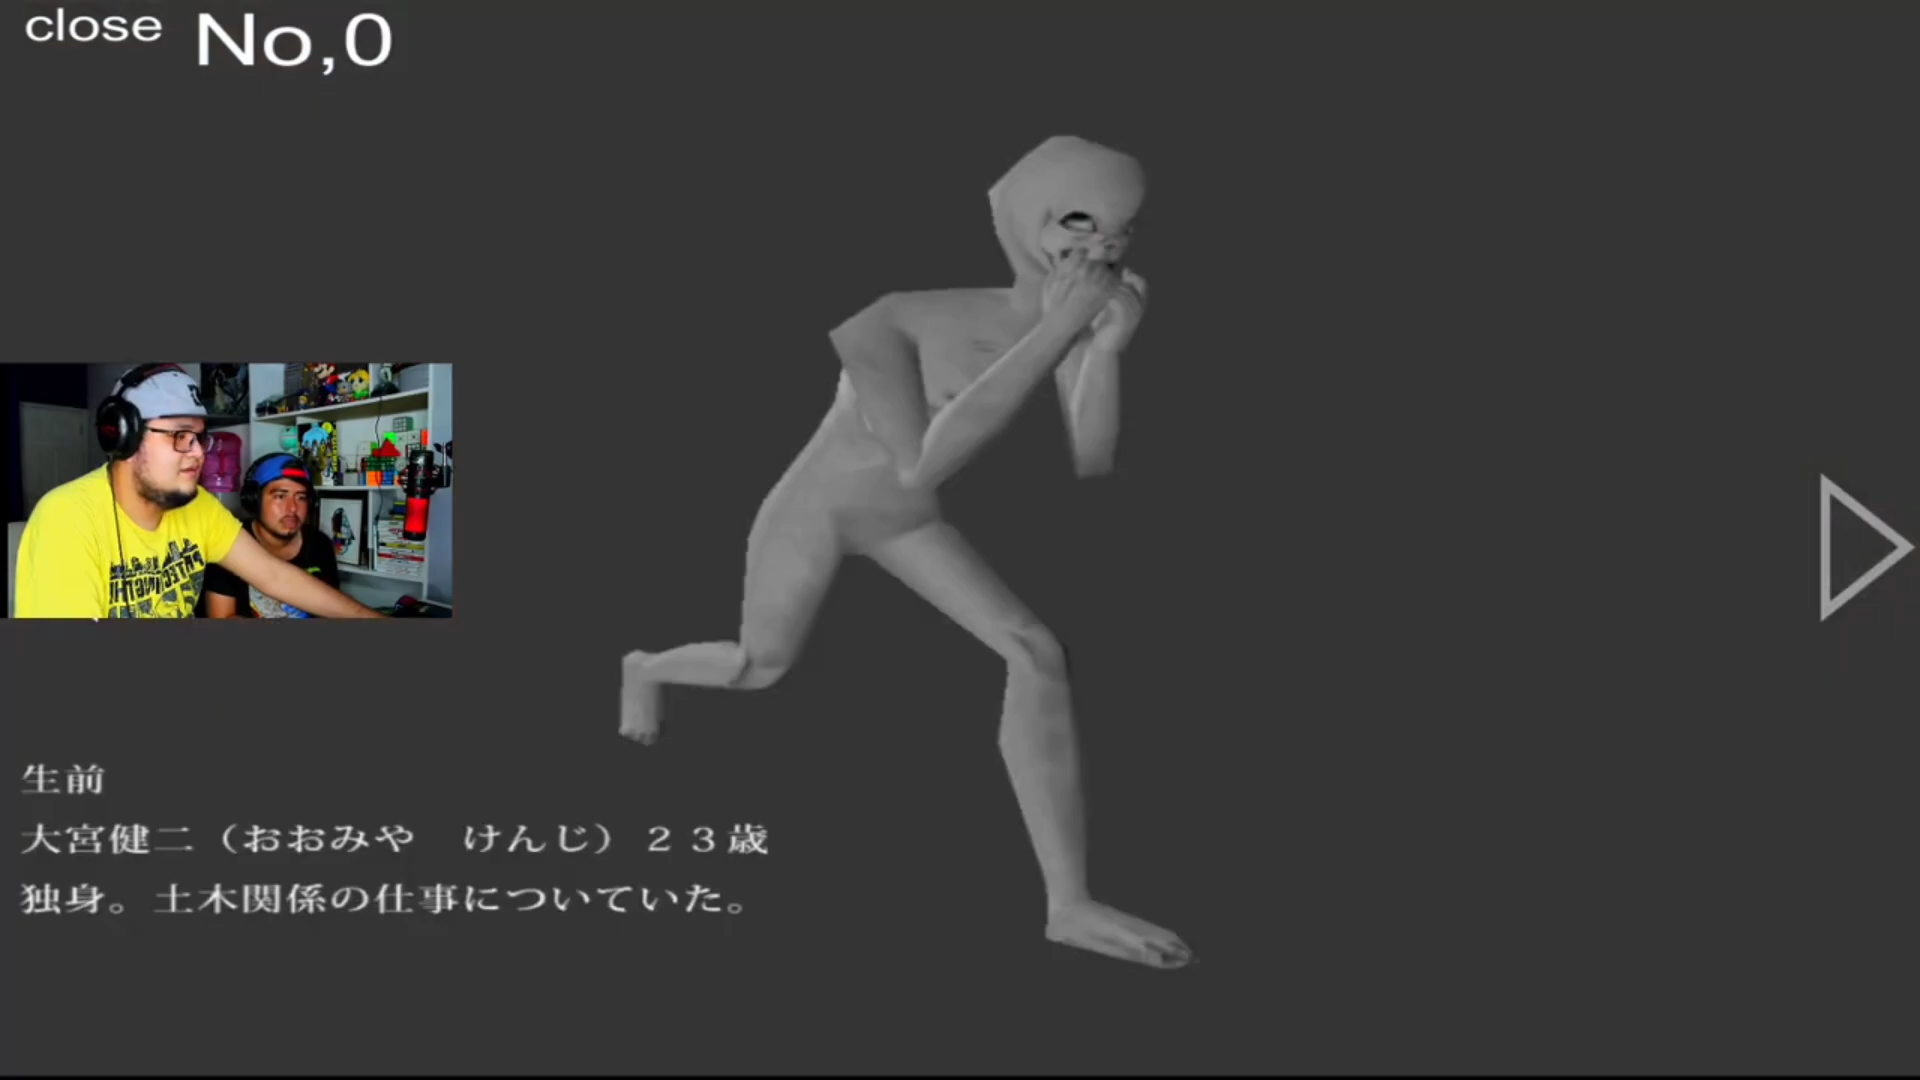 close
No,0
生前
大宮健二（おおみや　けんじ）２３歳
独身。土木関係の仕事についていた。